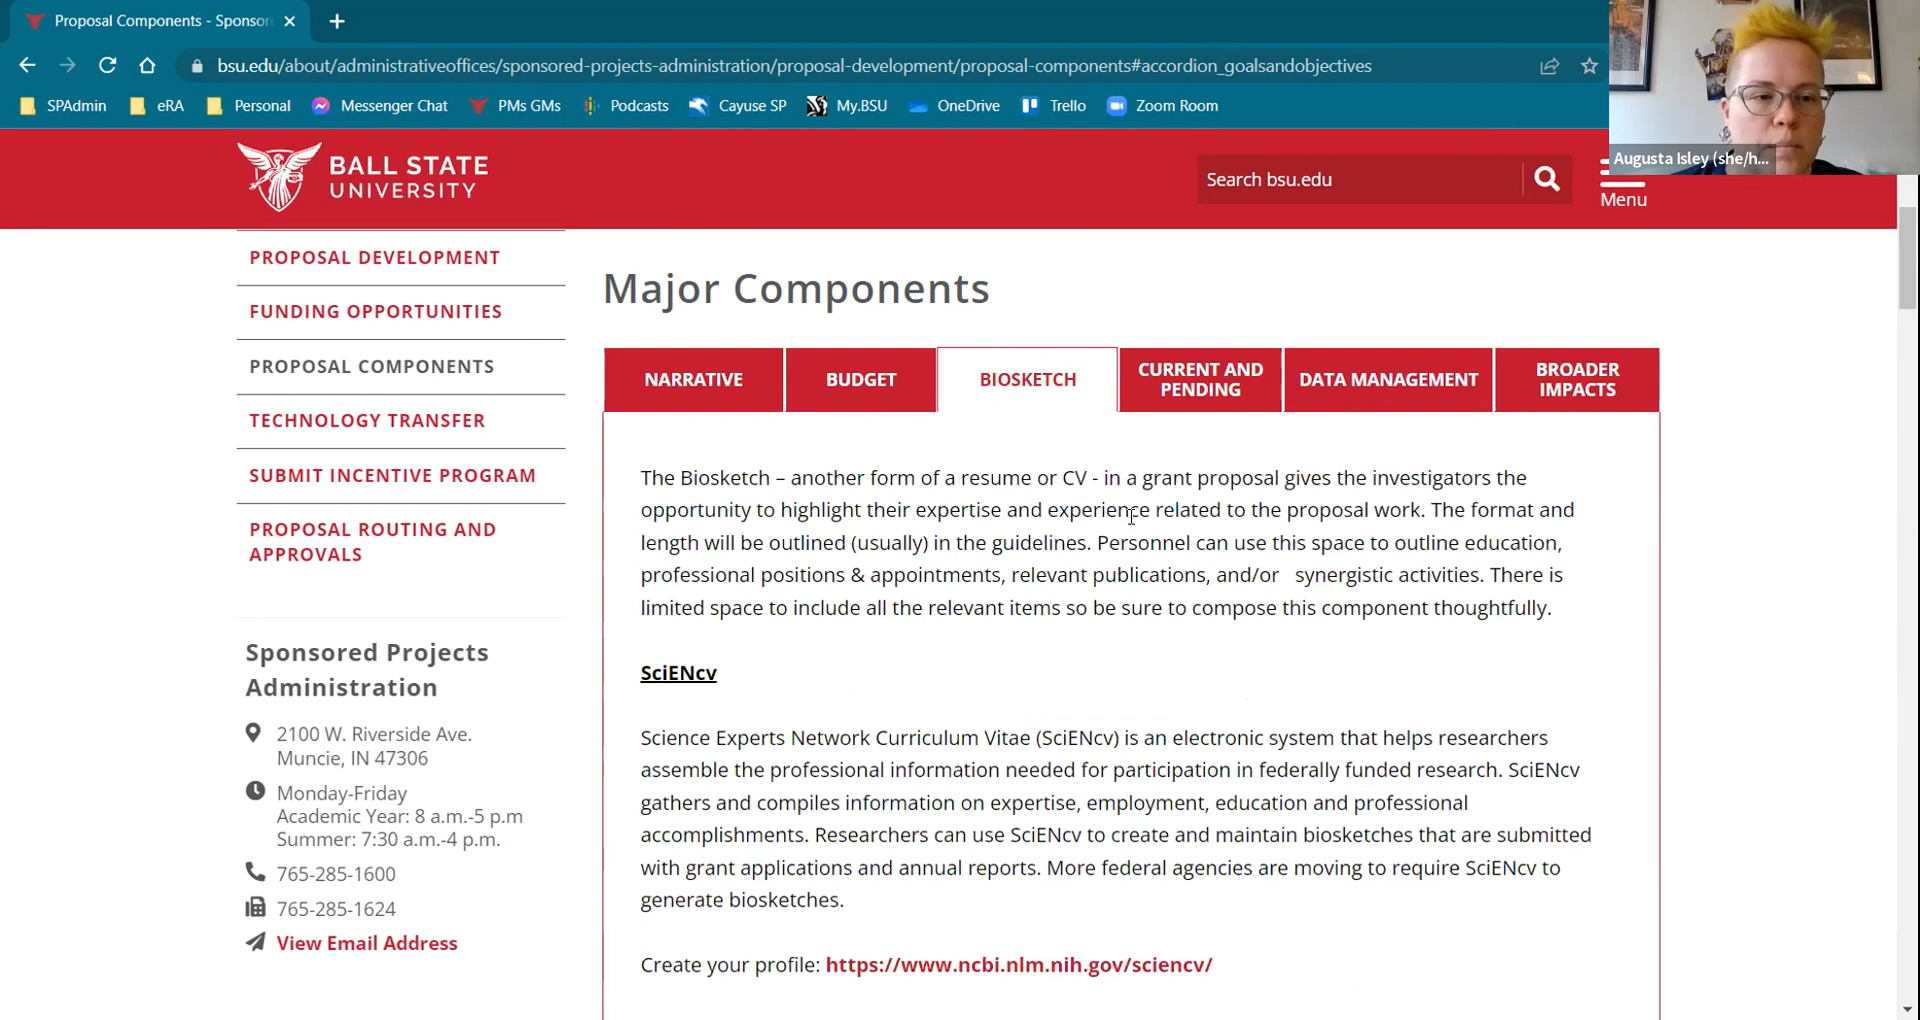 Proposal Components - Sponsor
bsu.edu/about/administrativeoffices/sponsored-projects-administration/proposal-development/proposal-components#accordion_goalsandobjectives
SPAdmin
eRA
Personal
Messenger Chat
PMs GMs
Podcasts
Cayuse SP
My.BSU
OneDrive
Trello
Zoom Room
Augusta Isley (she/h...
BALL STATE
UNIVERSITY
Search bsu.edu
Menu
PROPOSAL DEVELOPMENT
FUNDING OPPORTUNITIES
PROPOSAL COMPONENTS
TECHNOLOGY TRANSFER
SUBMIT INCENTIVE PROGRAM
PROPOSAL ROUTING AND
APPROVALS
Sponsored Projects
Administration
2100 W. Riverside Ave.
Muncie, IN 47306
Monday-Friday
Academic Year: 8 a.m.-5 p.m
Summer: 7:30 a.m.-4 p.m.
765-285-1600
765-285-1624
View Email Address
Major Components
NARRATIVE
BUDGET
BIOSKETCH
CURRENT AND
PENDING
DATA MANAGEMENT
BROADER
IMPACTS
The Biosketch – another form of a resume or CV - in a grant proposal gives the investigators the
opportunity to highlight their expertise and experience related to the proposal work. The format and
length will be outlined (usually) in the guidelines. Personnel can use this space to outline education,
professional positions & appointments, relevant publications, and/or synergistic activities. There is
limited space to include all the relevant items so be sure to compose this component thoughtfully.
SciENcv
Science Experts Network Curriculum Vitae (SciENcv) is an electronic system that helps researchers
assemble the professional information needed for participation in federally funded research. SciENcv
gathers and compiles information on expertise, employment, education and professional
accomplishments. Researchers can use SciENcv to create and maintain biosketches that are submitted
with grant applications and annual reports. More federal agencies are moving to require SciENcv to
generate biosketches.
Create your profile: https://www.ncbi.nlm.nih.gov/sciencv/